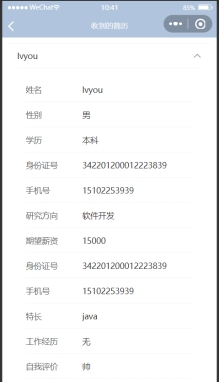 WeChat
10:41
85%
收到的简历
lvyou
姓名 lvyou
性别 男
学历 本科
身份证号 342201200012223839
手机号 15102253939
研究方向 软件开发
期望薪资 15000
身份证号 342201200012223839
手机号 15102253939
特长 java
工作经历 无
自我评价 帅